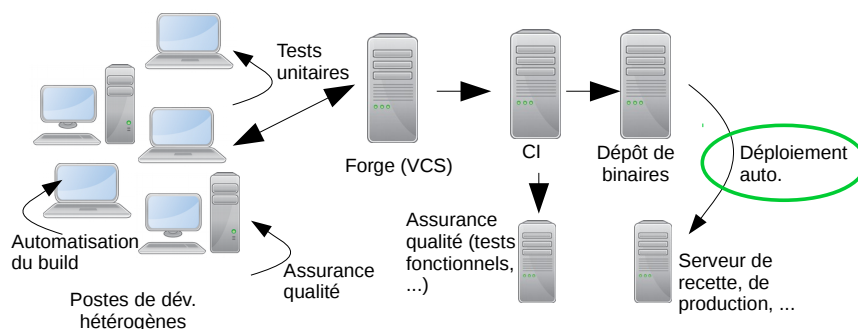 Tests
unitaires
Forge (VCS)
CI
Dépôt de
binaires
Déploiement
auto.
Automatisation
du build
Assurance
qualité
Postes de dév.
hétérogènes
Assurance
qualité (tests
fonctionnels,
...)
Serveur de
recette, de
production, ...